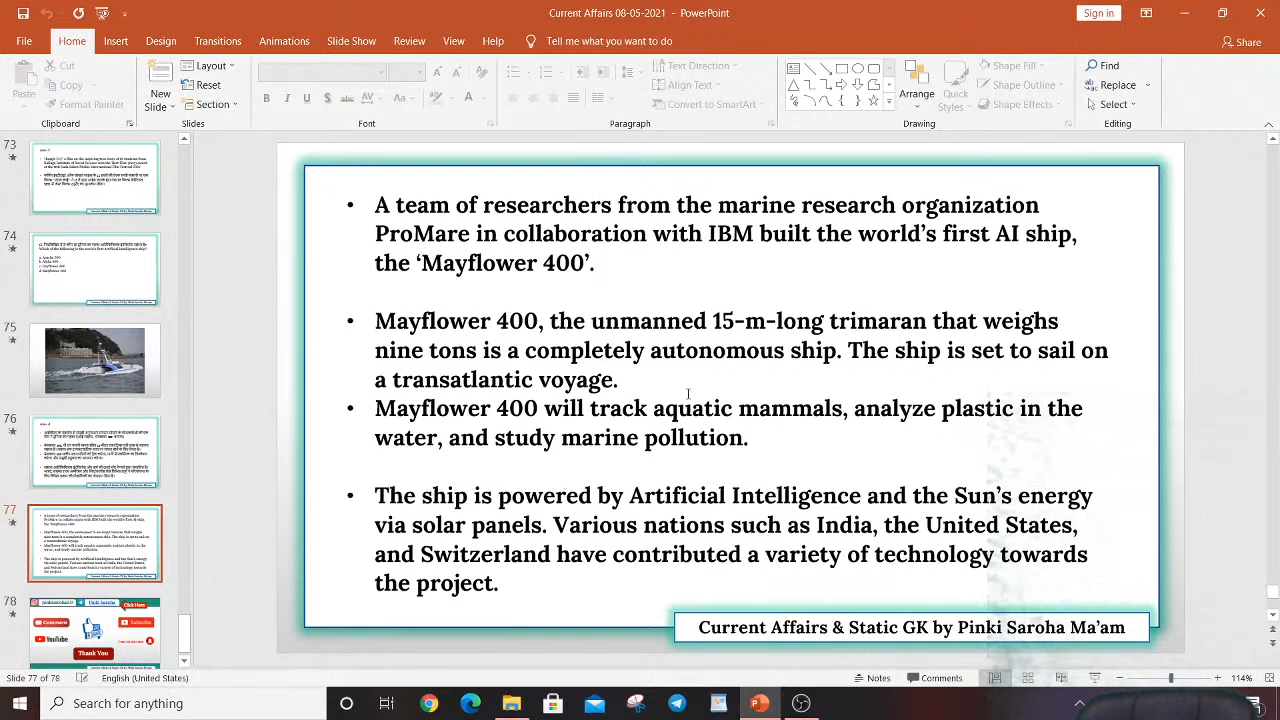 Current Affairs 08-05-2021 - PowerPoint
Sign in
File Home Insert Design Transitions Animations Slide Show Review View Help Tell me what you want to do
Share
Paste
Cut
Copy
Format Painter
Clipboard
New Slide
Layout
Reset
Section
Slides
Font
Text Direction
Align Text
Convert to SmartArt
Paragraph
Arrange
Quick Styles
Shape Fill
Shape Outline
Shape Effects
Drawing
Find
Replace
Select
Editing
73
74
75
76
77
78
Comment
YouTube
Click Here
Subscribe
Thank You
• A team of researchers from the marine research organization
ProMare in collaboration with IBM built the world’s first AI ship,
the ‘Mayflower 400’.
• Mayflower 400, the unmanned 15-m-long trimaran that weighs
nine tons is a completely autonomous ship. The ship is set to sail on
a transatlantic voyage.
• Mayflower 400 will track aquatic mammals, analyze plastic in the
water, and study marine pollution.
• The ship is powered by Artificial Intelligence and the Sun’s energy
via solar panels. Various nations such as India, the United States,
and Switzerland have contributed a variety of technology towards
the project.
Current Affairs & Static GK by Pinki Saroha Ma’am
Slide 77 of 78
English (United States)
Notes
Comments
114%
Search for anything